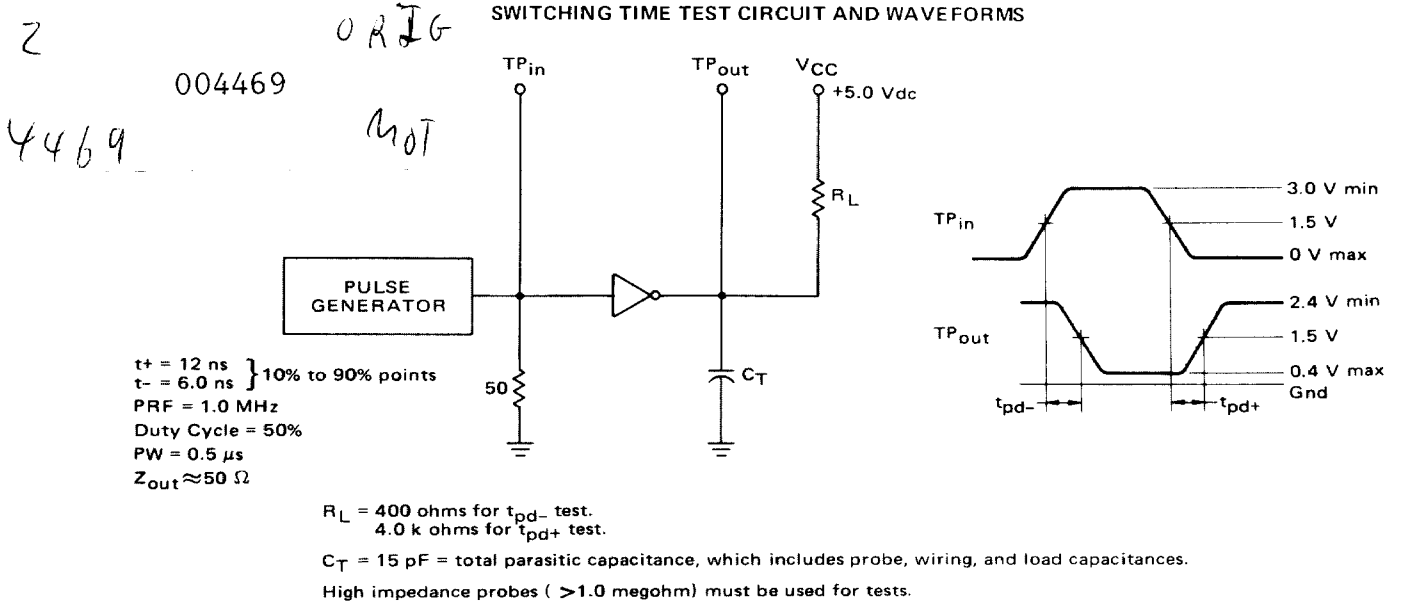 SWITCHING TIME TEST CIRCUIT AND WAVEFORMS
2
ORIG
004469
4469
MOT
TPin
TPout
VCC
+5.0 Vdc
RL
PULSE
GENERATOR
50
CT
t+ = 12 ns
t- = 6.0 ns } 10% to 90% points
PRF = 1.0 MHz
Duty Cycle = 50%
PW = 0.5 μs
Zout ≈ 50 Ω
TPin
3.0 V min
1.5 V
0 V max
TPout
2.4 V min
1.5 V
0.4 V max
Gnd
tpd-
tpd+
RL = 400 ohms for tpd- test.
4.0 k ohms for tpd+ test.
CT = 15 pF = total parasitic capacitance, which includes probe, wiring, and load capacitances.
High impedance probes ( >1.0 megohm) must be used for tests.